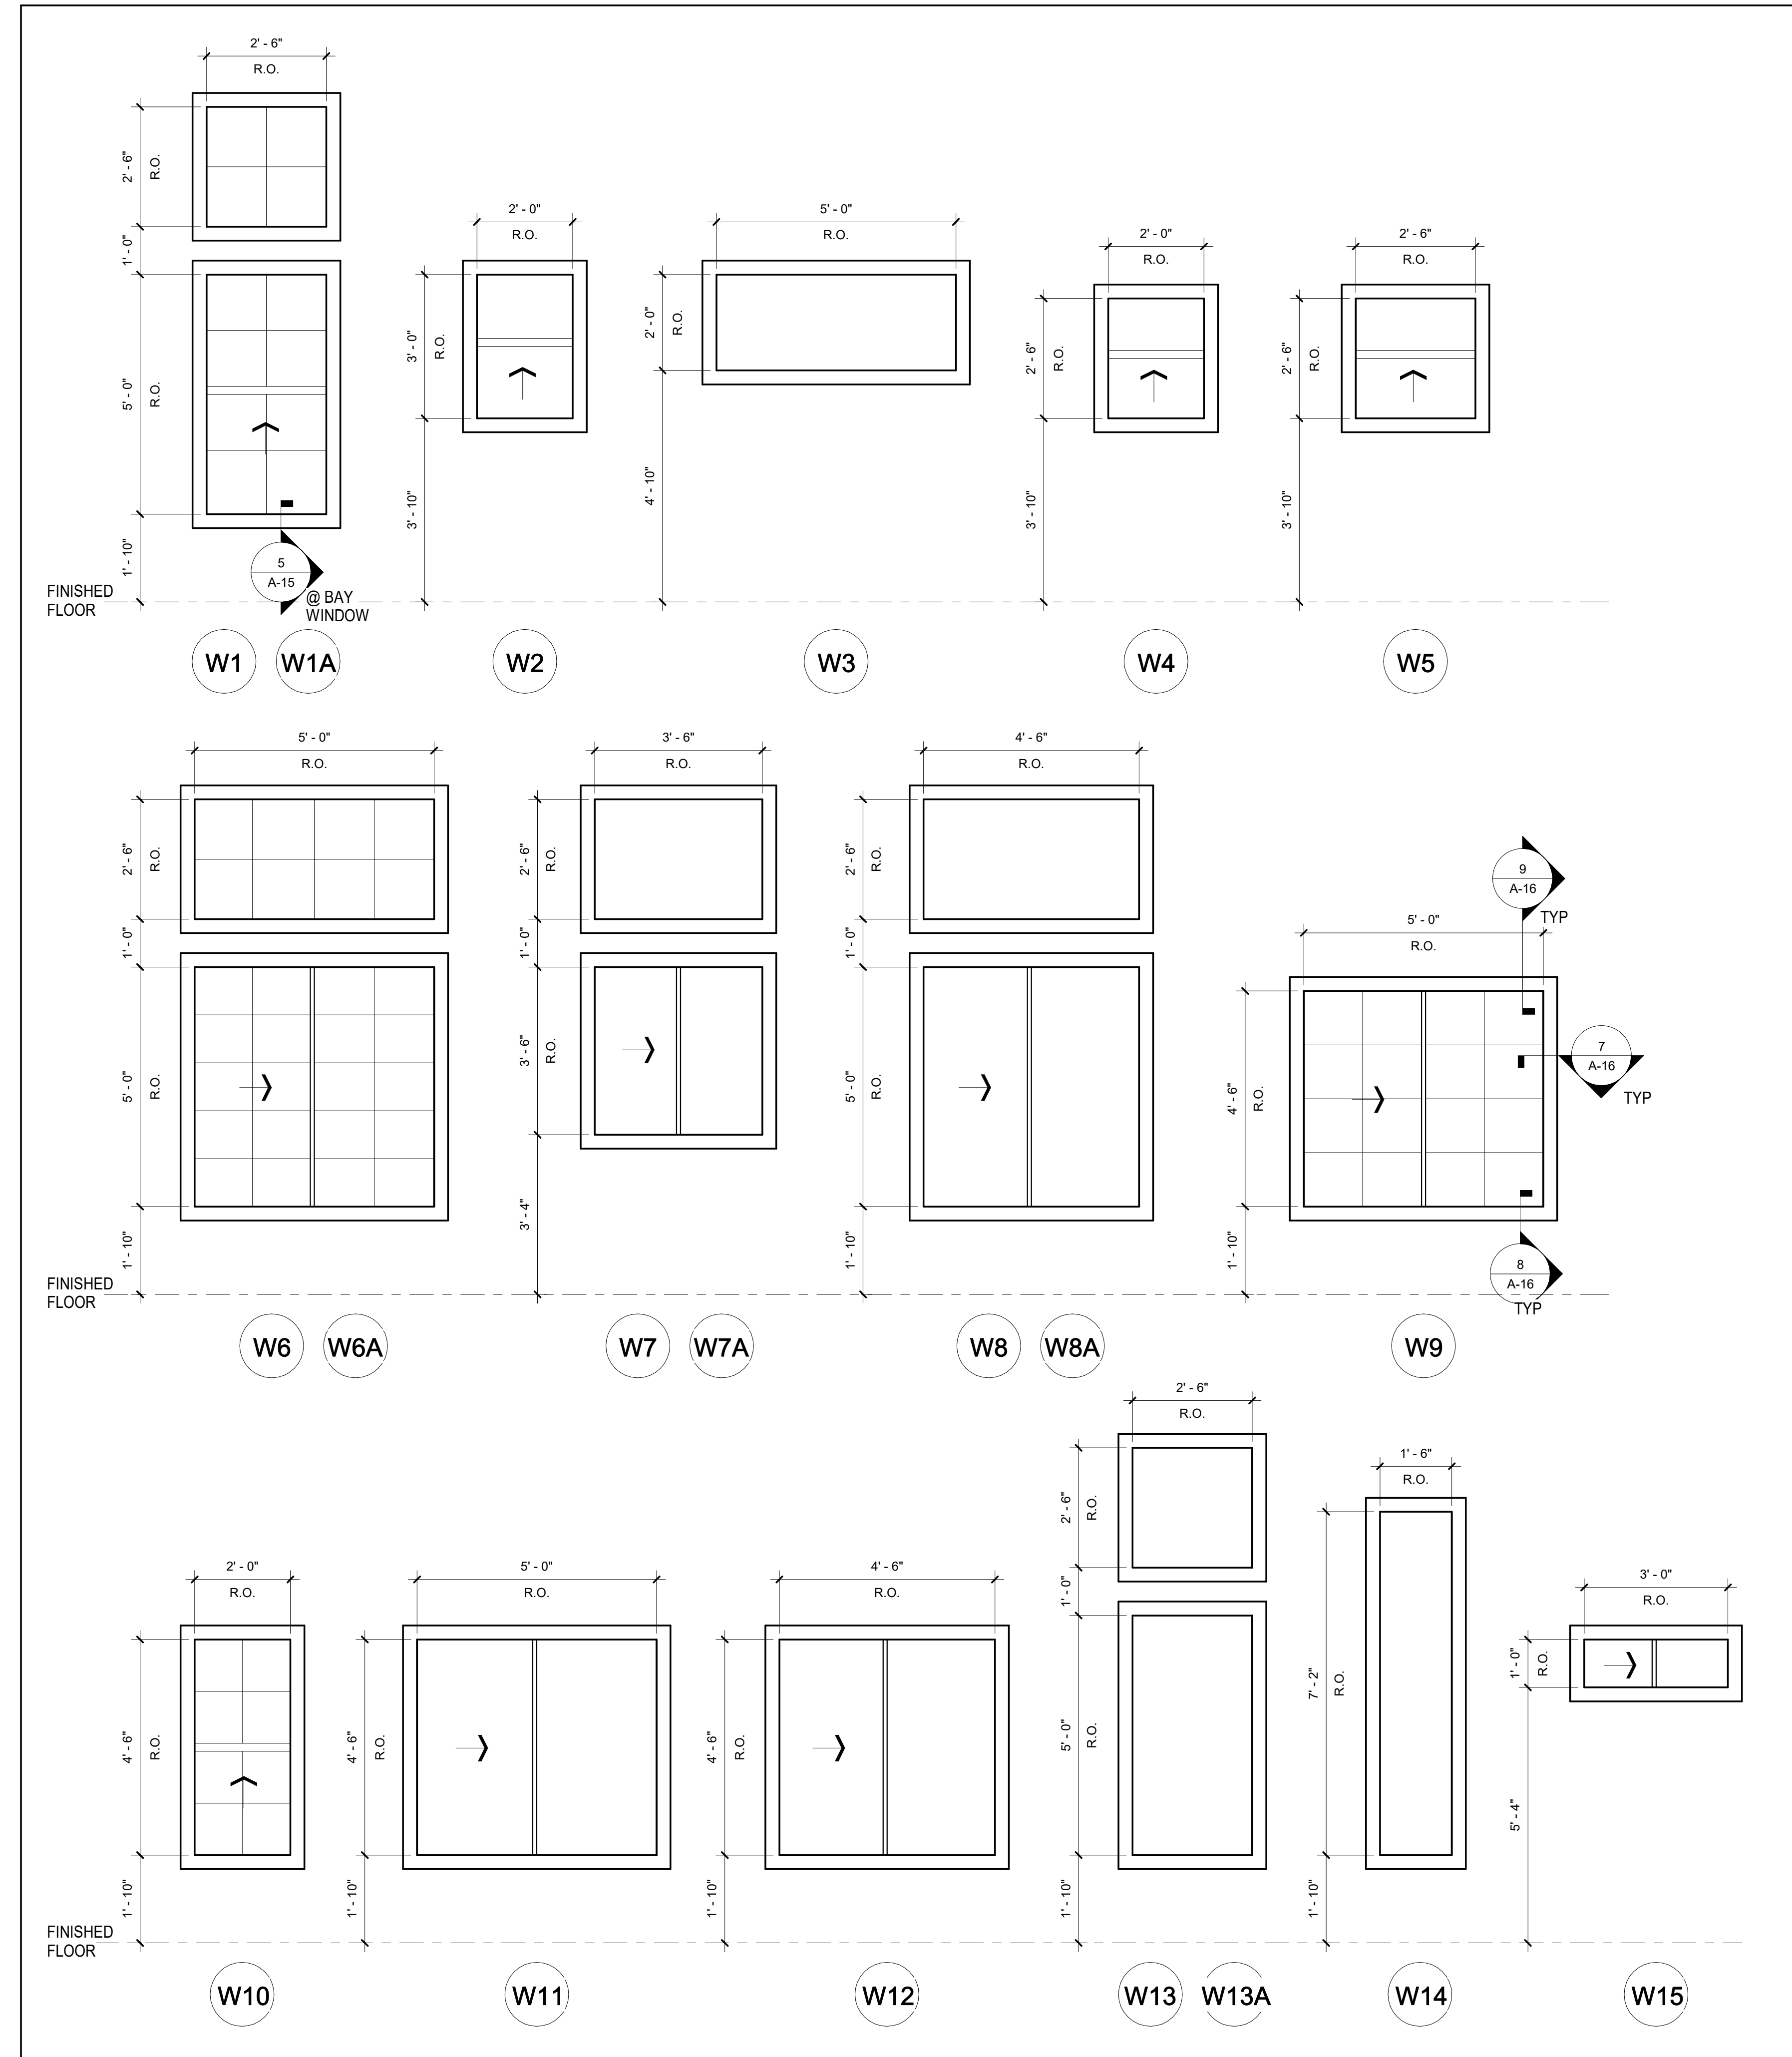 2' - 6"
R.O.
2' - 6"
R.O.
1' - 0"
5' - 0"
R.O.
1' - 10"
5
A-15
@ BAY
WINDOW
2' - 0"
R.O.
3' - 0"
R.O.
3' - 10"
5' - 0"
R.O.
2' - 0"
R.O.
4' - 10"
2' - 0"
R.O.
2' - 6"
R.O.
3' - 10"
2' - 6"
R.O.
2' - 6"
R.O.
3' - 10"
FINISHED
FLOOR
W1 W1A W2 W3 W4 W5
5' - 0"
R.O.
2' - 6"
R.O.
1' - 0"
5' - 0"
R.O.
1' - 10"
3' - 6"
R.O.
2' - 6"
R.O.
1' - 0"
3' - 6"
R.O.
3' - 4"
4' - 6"
R.O.
2' - 6"
R.O.
1' - 0"
5' - 0"
R.O.
1' - 10"
5' - 0"
R.O.
4' - 6"
R.O.
1' - 10"
9
A-16
TYP
7
A-16
TYP
8
A-16
TYP
FINISHED
FLOOR
W6 W6A W7 W7A W8 W8A W9
2' - 0"
R.O.
4' - 6"
R.O.
1' - 10"
5' - 0"
R.O.
4' - 6"
R.O.
1' - 10"
4' - 6"
R.O.
4' - 6"
R.O.
1' - 10"
2' - 6"
R.O.
2' - 6"
R.O.
1' - 0"
5' - 0"
R.O.
1' - 10"
1' - 6"
R.O.
7' - 2"
R.O.
1' - 10"
3' - 0"
R.O.
1' - 0"
R.O.
5' - 4"
FINISHED
FLOOR
W10 W11 W12 W13 W13A W14 W15